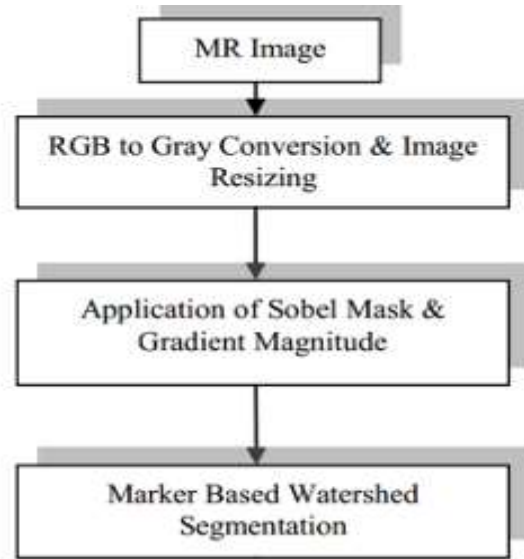 MR Image
RGB to Gray Conversion & Image
Resizing
Application of Sobel Mask &
Gradient Magnitude
Marker Based Watershed
Segmentation